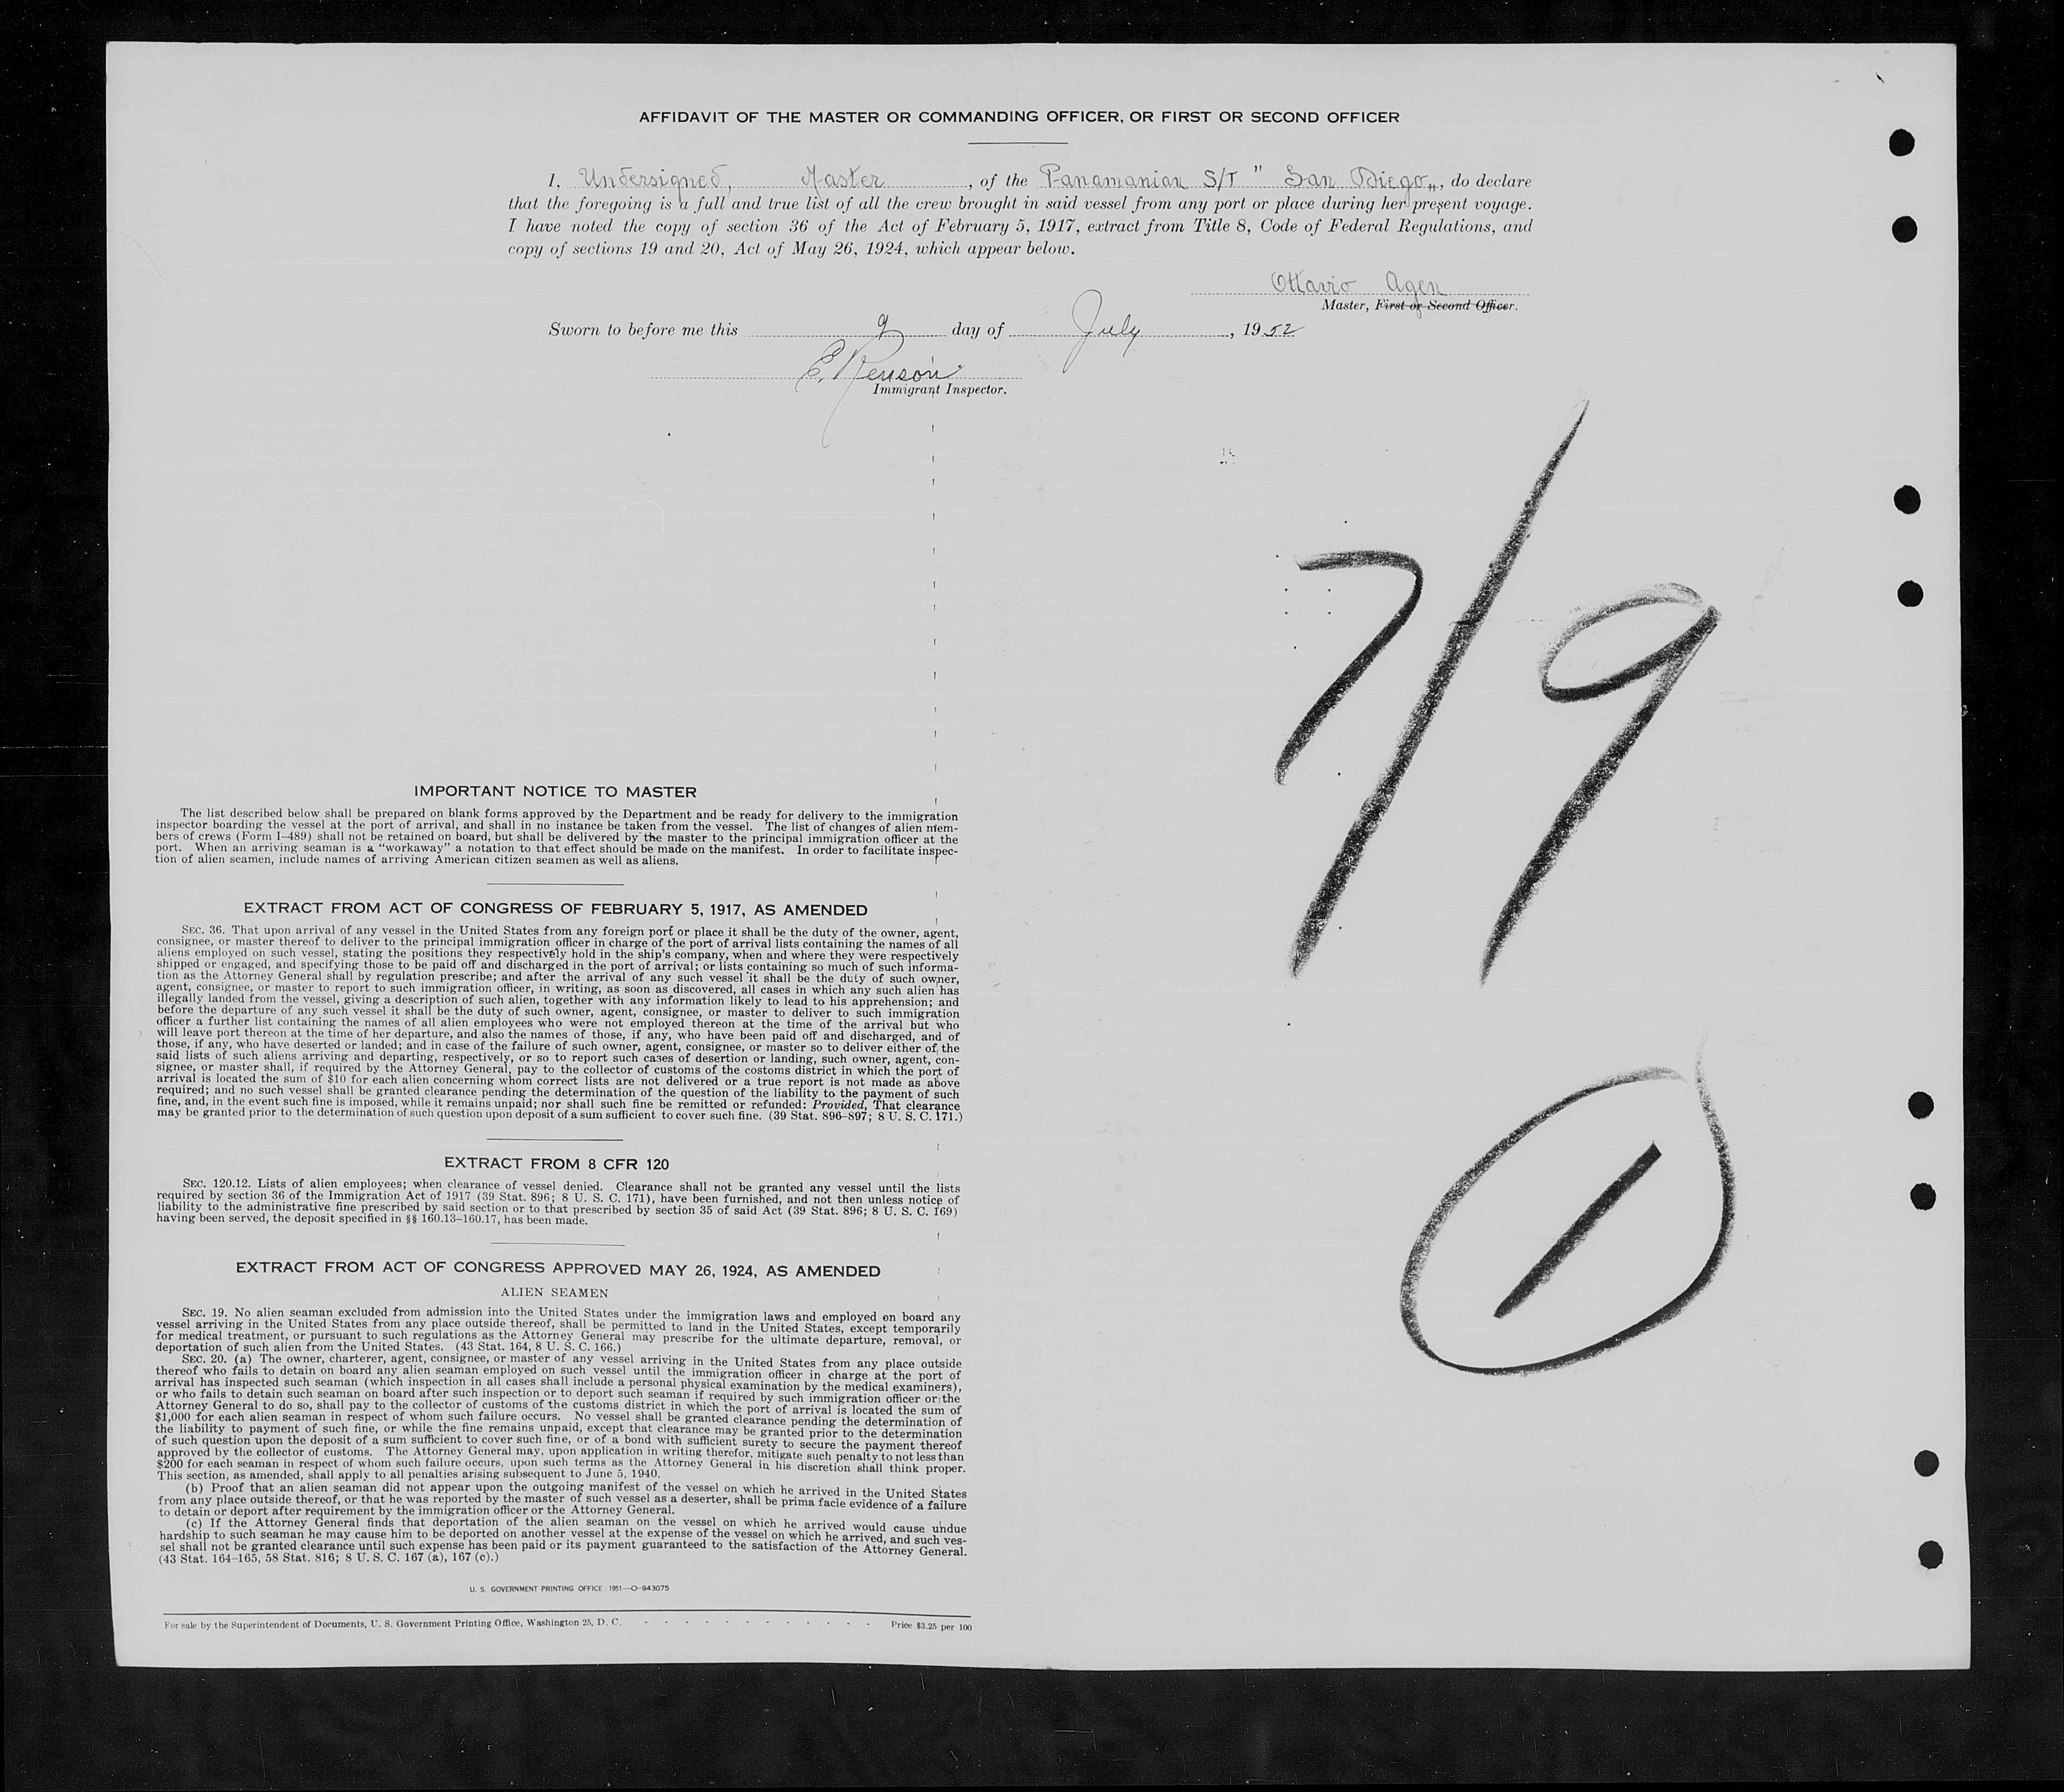 AFFIDAVIT OF THE MASTER OR COMMANDING OFFICER, OR FIRST OR SECOND OFFICER
I, Undersigned, Master, of the Panamanian S/T " San Diego„, do declare
that the foregoing is a full and true list of all the crew brought in said vessel from any port or place during her present voyage.
I have noted the copy of section 36 of the Act of February 5, 1917, extract from Title 8, Code of Federal Regulations, and
copy of sections 19 and 20, Act of May 26, 1924, which appear below.
Ottavio Agen
Master, First or Second Officer.
Sworn to before me this 9 day of July, 1952
E. Renson
Immigrant Inspector.
7/9
1
IMPORTANT NOTICE TO MASTER
The list described below shall be prepared on blank forms approved by the Department and be ready for delivery to the immigration
inspector boarding the vessel at the port of arrival, and shall in no instance be taken from the vessel. The list of changes of alien mem-
bers of crews (Form I–489) shall not be retained on board, but shall be delivered by the master to the principal immigration officer at the
port. When an arriving seaman is a “workaway” a notation to that effect should be made on the manifest. In order to facilitate inspec-
tion of alien seamen, include names of arriving American citizen seamen as well as aliens.
EXTRACT FROM ACT OF CONGRESS OF FEBRUARY 5, 1917, AS AMENDED
SEC. 36. That upon arrival of any vessel in the United States from any foreign port or place it shall be the duty of the owner, agent,
consignee, or master thereof to deliver to the principal immigration officer in charge of the port of arrival lists containing the names of all
aliens employed on such vessel, stating the positions they respectively hold in the ship's company, when and where they were respectively
shipped or engaged, and specifying those to be paid off and discharged in the port of arrival; or lists containing so much of such informa-
tion as the Attorney General shall by regulation prescribe; and after the arrival of any such vessel it shall be the duty of such owner,
agent, consignee, or master to report to such immigration officer, in writing, as soon as discovered, all cases in which any such alien has
illegally landed from the vessel, giving a description of such alien, together with any information likely to lead to his apprehension; and
before the departure of any such vessel it shall be the duty of such owner, agent, consignee, or master to deliver to such immigration
officer a further list containing the names of all alien employees who were not employed thereon at the time of the arrival but who
will leave port thereon at the time of her departure, and also the names of those, if any, who have been paid off and discharged, and of
those, if any, who have deserted or landed; and in case of the failure of such owner, agent, consignee, or master so to deliver either of the
said lists of such aliens arriving and departing, respectively, or so to report such cases of desertion or landing, such owner, agent, con-
signee, or master shall, if required by the Attorney General, pay to the collector of customs of the costoms district in which the port of
arrival is located the sum of $10 for each alien concerning whom correct lists are not delivered or a true report is not made as above
required; and no such vessel shall be granted clearance pending the determination of the question of the liability to the payment of such
fine, and, in the event such fine is imposed, while it remains unpaid; nor shall such fine be remitted or refunded: Provided, That clearance
may be granted prior to the determination of such question upon deposit of a sum sufficient to cover such fine. (39 Stat. 896–897; 8 U. S. C. 171.)
EXTRACT FROM 8 CFR 120
SEC. 120.12. Lists of alien employees; when clearance of vessel denied. Clearance shall not be granted any vessel until the lists
required by section 36 of the Immigration Act of 1917 (39 Stat. 896; 8 U. S. C. 171), have been furnished, and not then unless notice of
liability to the administrative fine prescribed by said section or to that prescribed by section 35 of said Act (39 Stat. 896; 8 U. S. C. 169)
having been served, the deposit specified in §§ 160.13–160.17, has been made.
EXTRACT FROM ACT OF CONGRESS APPROVED MAY 26, 1924, AS AMENDED
ALIEN SEAMEN
SEC. 19. No alien seaman excluded from admission into the United States under the immigration laws and employed on board any
vessel arriving in the United States from any place outside thereof, shall be permitted to land in the United States, except temporarily
for medical treatment, or pursuant to such regulations as the Attorney General may prescribe for the ultimate departure, removal, or
deportation of such alien from the United States. (43 Stat. 164, 8 U. S. C. 166.)
SEC. 20. (a) The owner, charterer, agent, consignee, or master of any vessel arriving in the United States from any place outside
thereof who fails to detain on board any alien seaman employed on such vessel until the immigration officer in charge at the port of
arrival has inspected such seaman (which inspection in all cases shall include a personal physical examination by the medical examiners),
or who fails to detain such seaman on board after such inspection or to deport such seaman if required by such immigration officer or the
Attorney General to do so, shall pay to the collector of customs of the customs district in which the port of arrival is located the sum of
$1,000 for each alien seaman in respect of whom such failure occurs. No vessel shall be granted clearance pending the determination of
the liability to payment of such fine, or while the fine remains unpaid, except that clearance may be granted prior to the determination
of such question upon the deposit of a sum sufficient to cover such fine, or of a bond with sufficient surety to secure the payment thereof
approved by the collector of customs. The Attorney General may, upon application in writing therefor, mitigate such penalty to not less than
$200 for each seaman in respect of whom such failure occurs, upon such terms as the Attorney General in his discretion shall think proper.
This section, as amended, shall apply to all penalties arising subsequent to June 5, 1940.
(b) Proof that an alien seaman did not appear upon the outgoing manifest of the vessel on which he arrived in the United States
from any place outside thereof, or that he was reported by the master of such vessel as a deserter, shall be prima facie evidence of a failure
to detain or deport after requirement by the immigration officer or the Attorney General.
(c) If the Attorney General finds that deportation of the alien seaman on the vessel on which he arrived would cause undue
hardship to such seaman he may cause him to be deported on another vessel at the expense of the vessel on which he arrived, and such ves-
sel shall not be granted clearance until such expense has been paid or its payment guaranteed to the satisfaction of the Attorney General.
(43 Stat. 164–165, 58 Stat. 816; 8 U. S. C. 167 (a), 167 (c).)
U. S. GOVERNMENT PRINTING OFFICE : 1951—O-943075
For sale by the Superintendent of Documents, U. S. Government Printing Office, Washington 25, D. C. - - - - - - - - - - - - Price $3.25 per 100